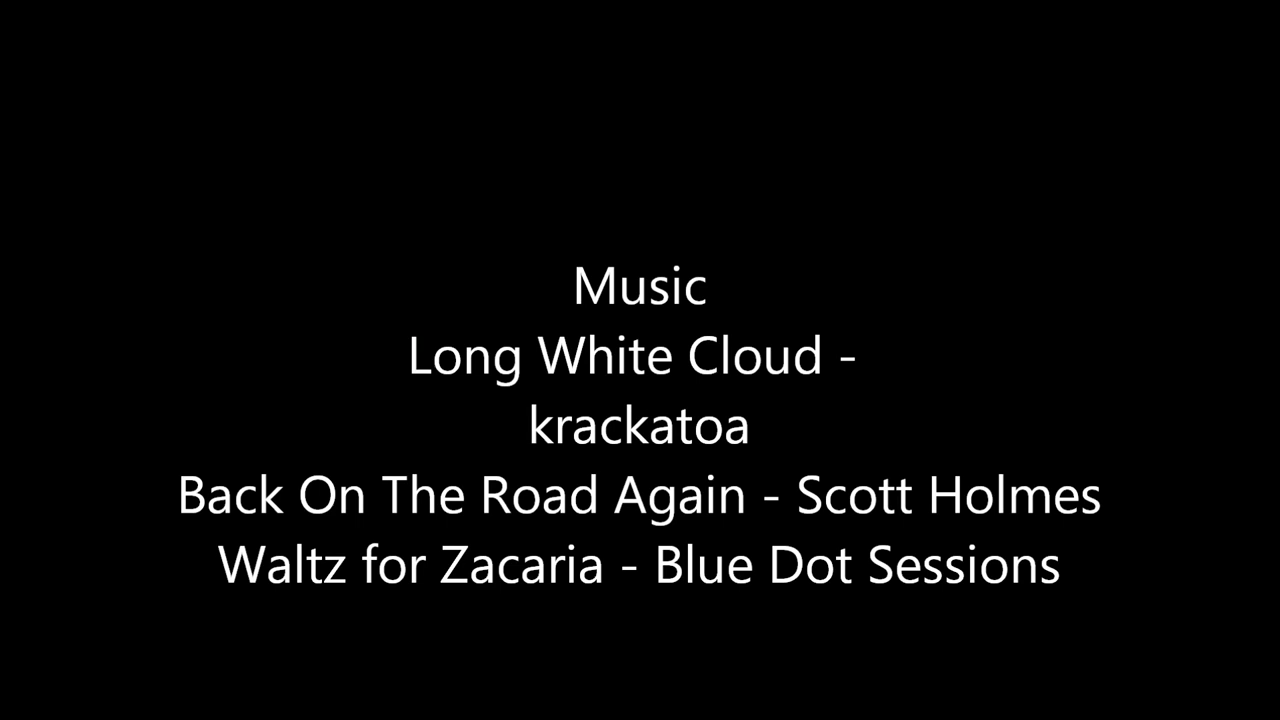 Music
Long White Cloud -
krackatoa
Back On The Road Again - Scott Holmes
Waltz for Zacaria - Blue Dot Sessions